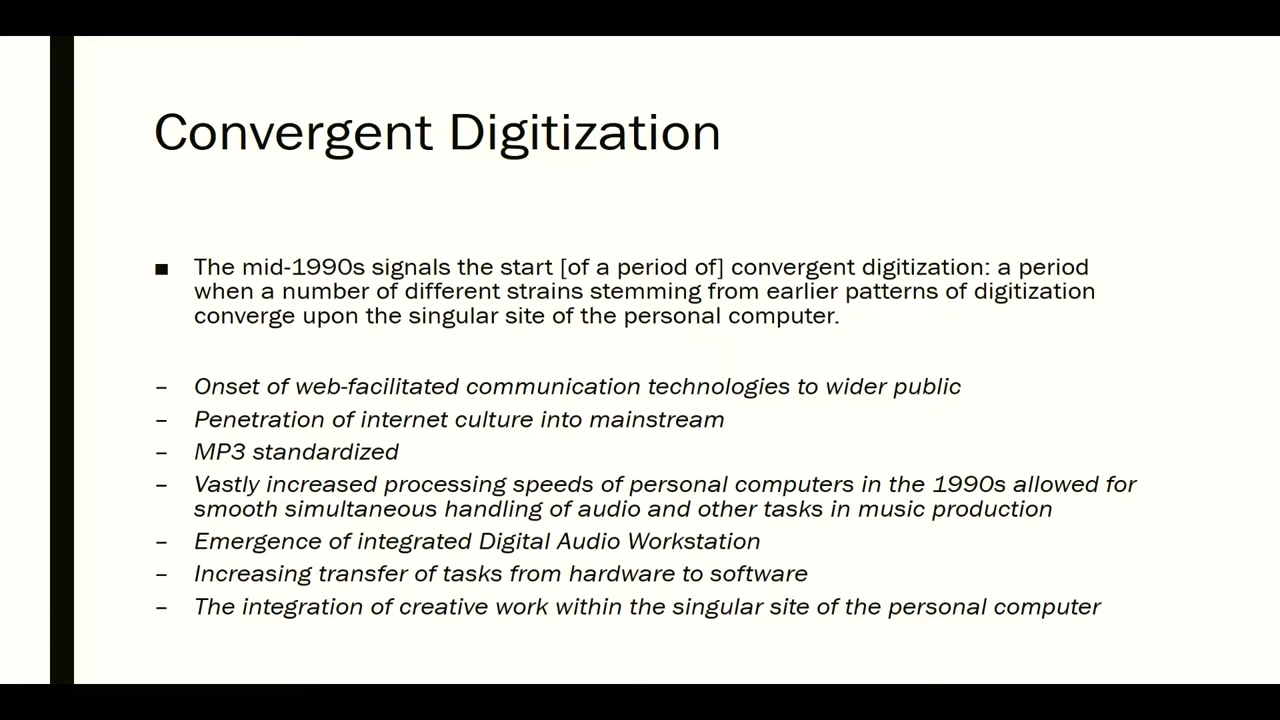 Convergent Digitization
■ The mid-1990s signals the start [of a period of] convergent digitization: a period
when a number of different strains stemming from earlier patterns of digitization
converge upon the singular site of the personal computer.
– Onset of web-facilitated communication technologies to wider public
– Penetration of internet culture into mainstream
– MP3 standardized
– Vastly increased processing speeds of personal computers in the 1990s allowed for
smooth simultaneous handling of audio and other tasks in music production
– Emergence of integrated Digital Audio Workstation
– Increasing transfer of tasks from hardware to software
– The integration of creative work within the singular site of the personal computer